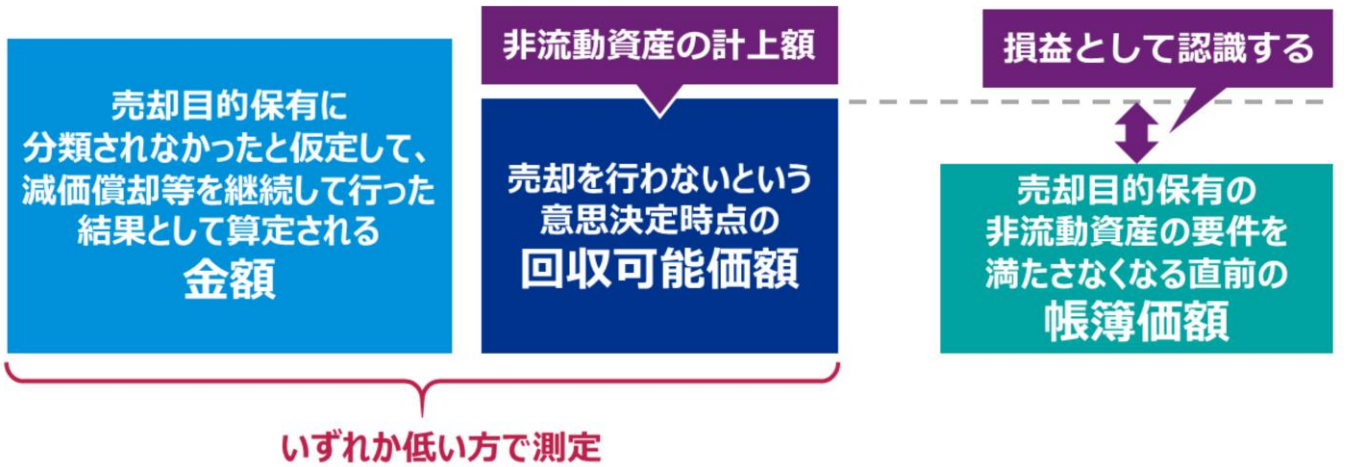 売却目的保有に
分類されなかったと仮定して、
減価償却等を継続して行った
結果として算定される
金額
非流動資産の計上額
売却を行わないという
意思決定時点の
回収可能価額
いずれか低い方で測定
損益として認識する
売却目的保有の
非流動資産の要件を
満たさなくなる直前の
帳簿価額